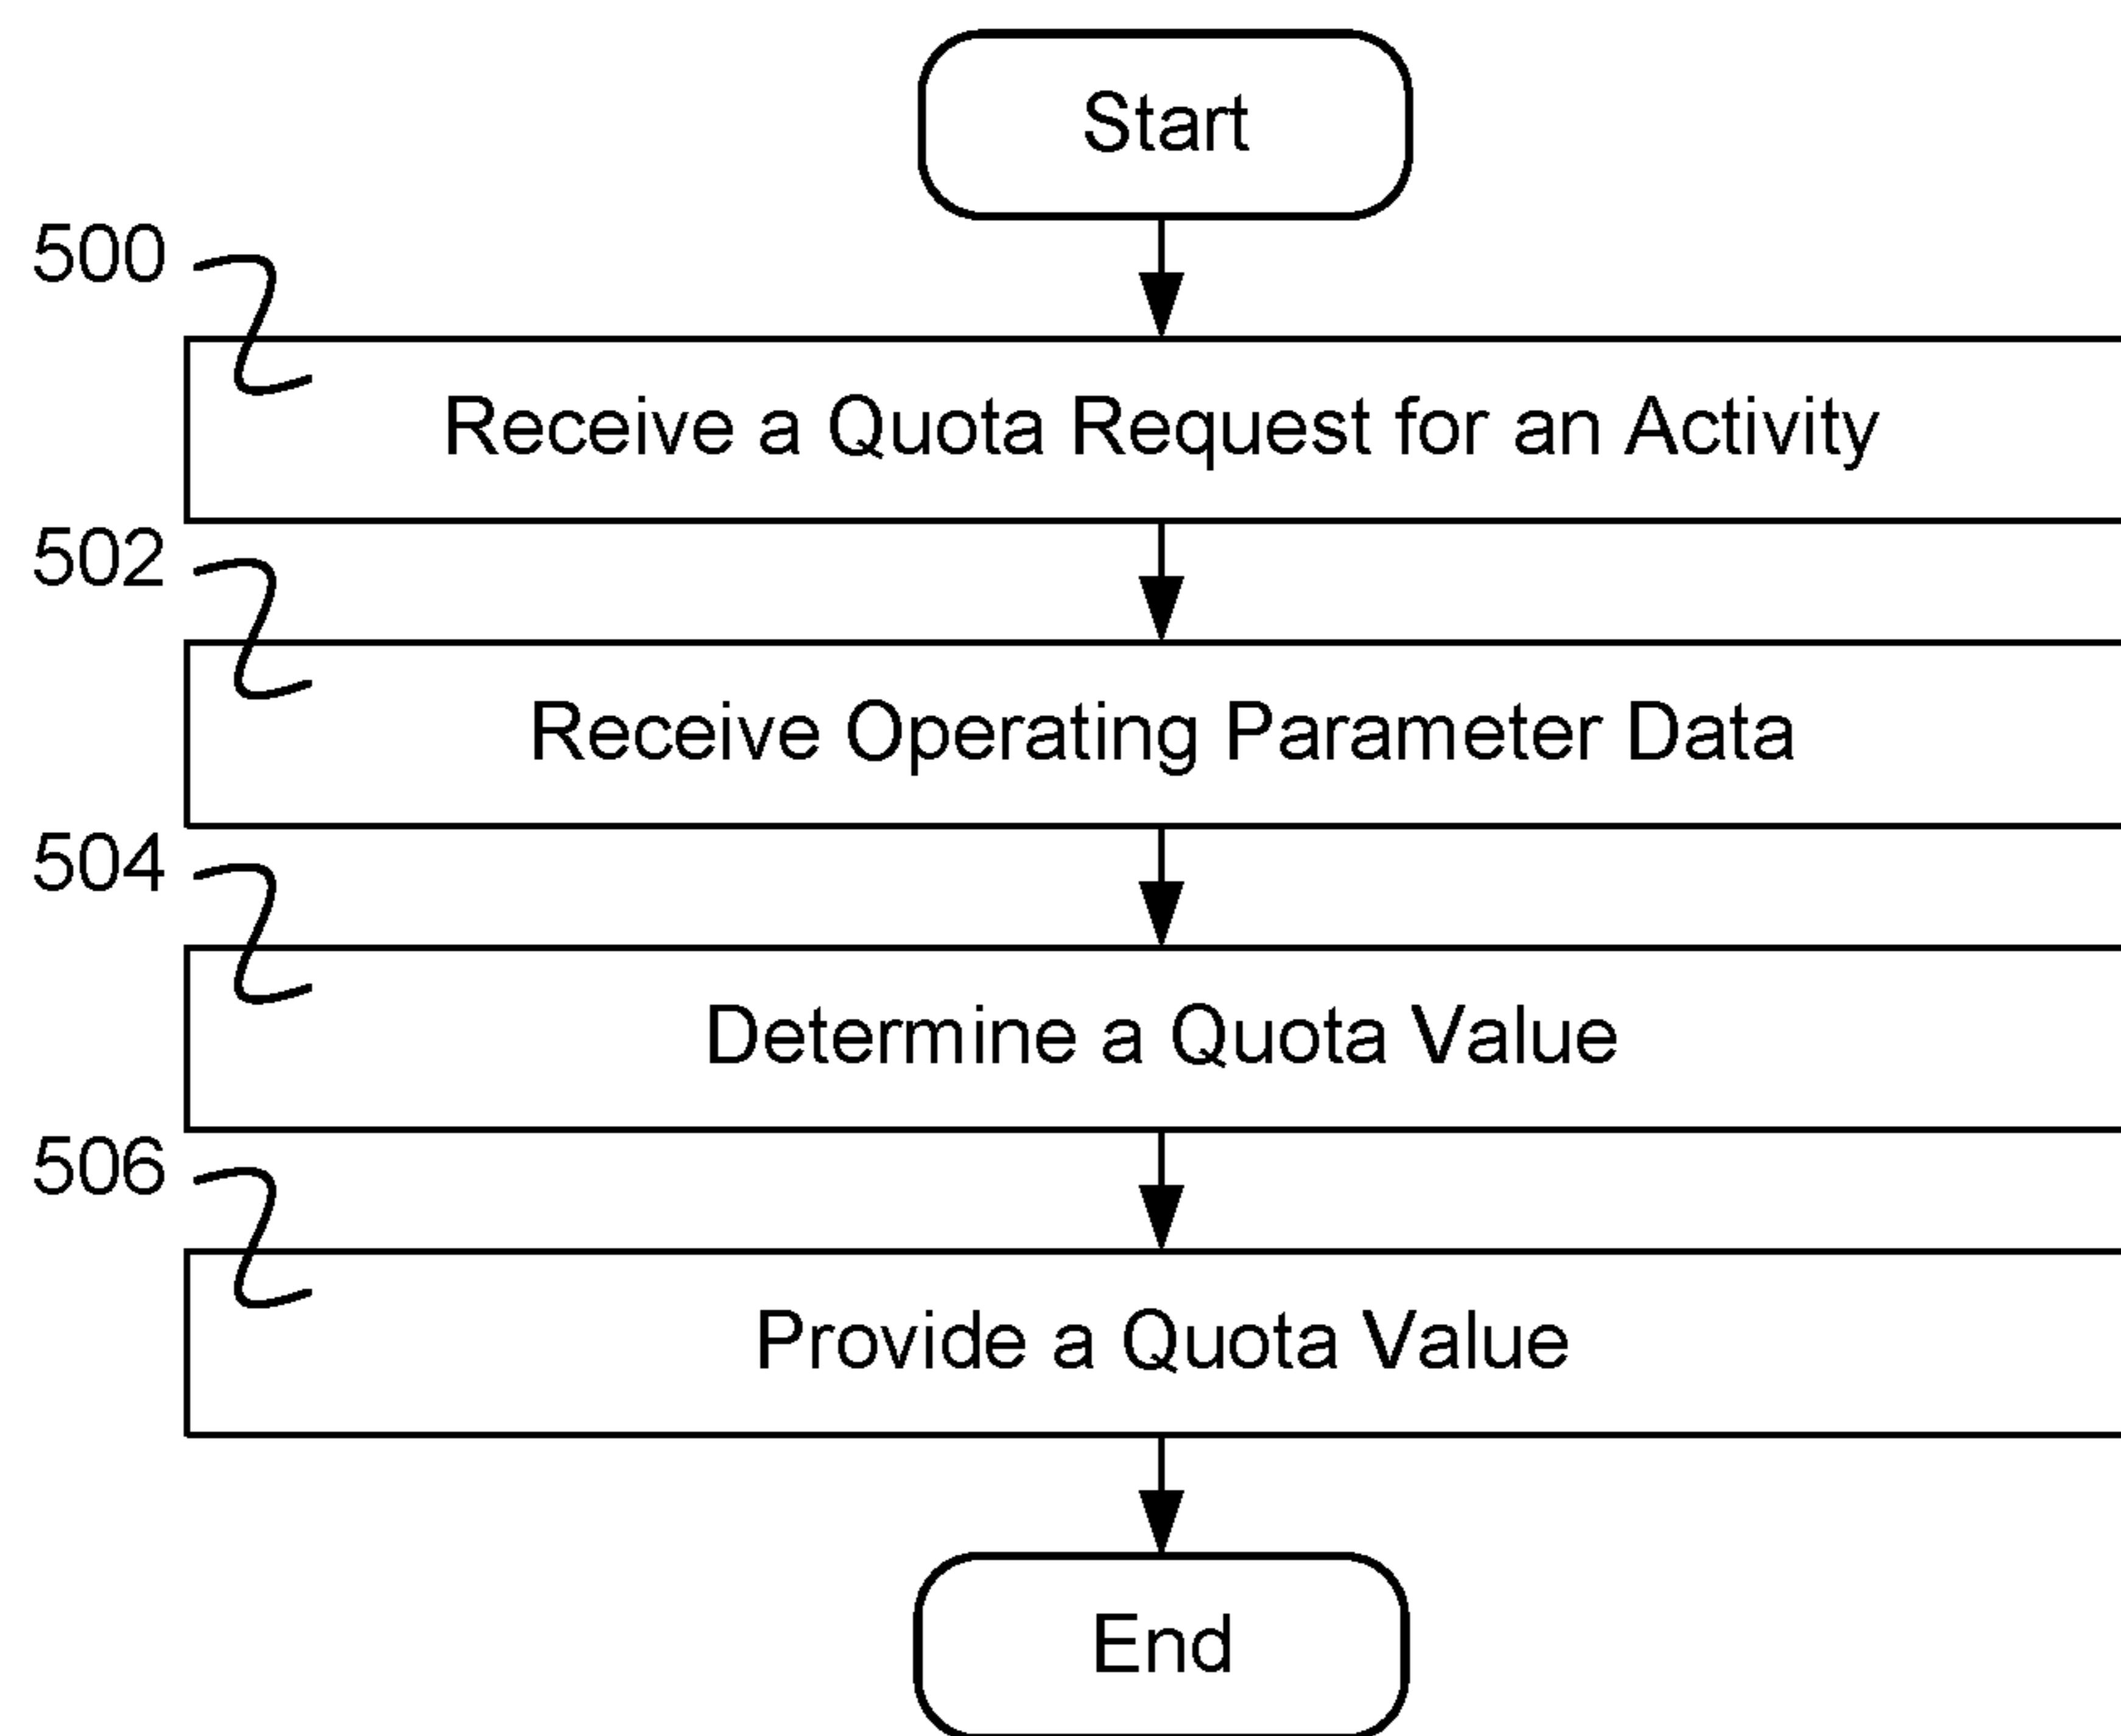 Start
500
Receive a Quota Request for an Activity
502
Receive Operating Parameter Data
504
Determine a Quota Value
506
Provide a Quota Value
End